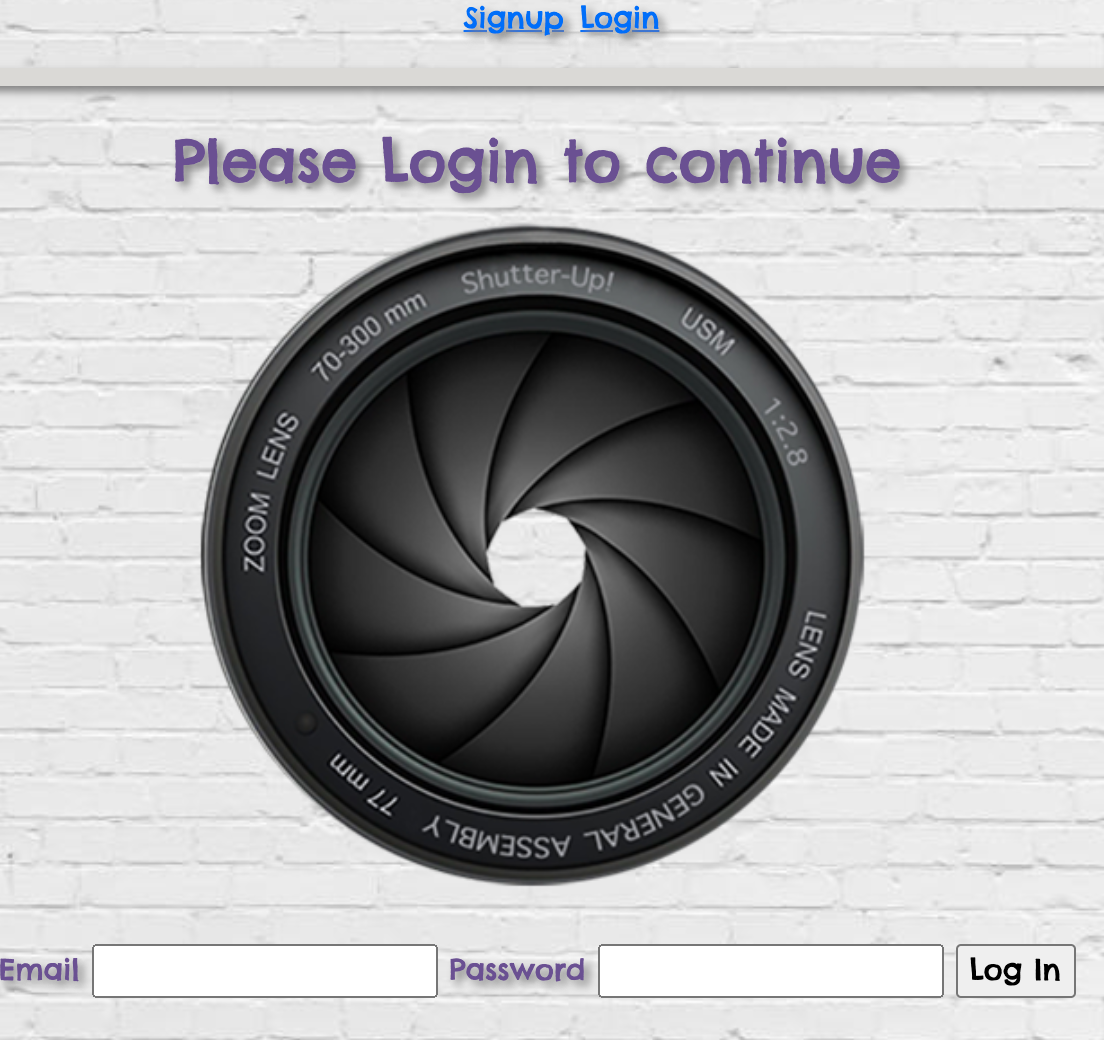 Signup Login
Please Login to continue
Shutter-Up!
70-300 mm
USM
ZOOM LENS
1:2.8
LENS MADE IN GENERAL ASSEMBLY
77 mm
Email
Password
Log In